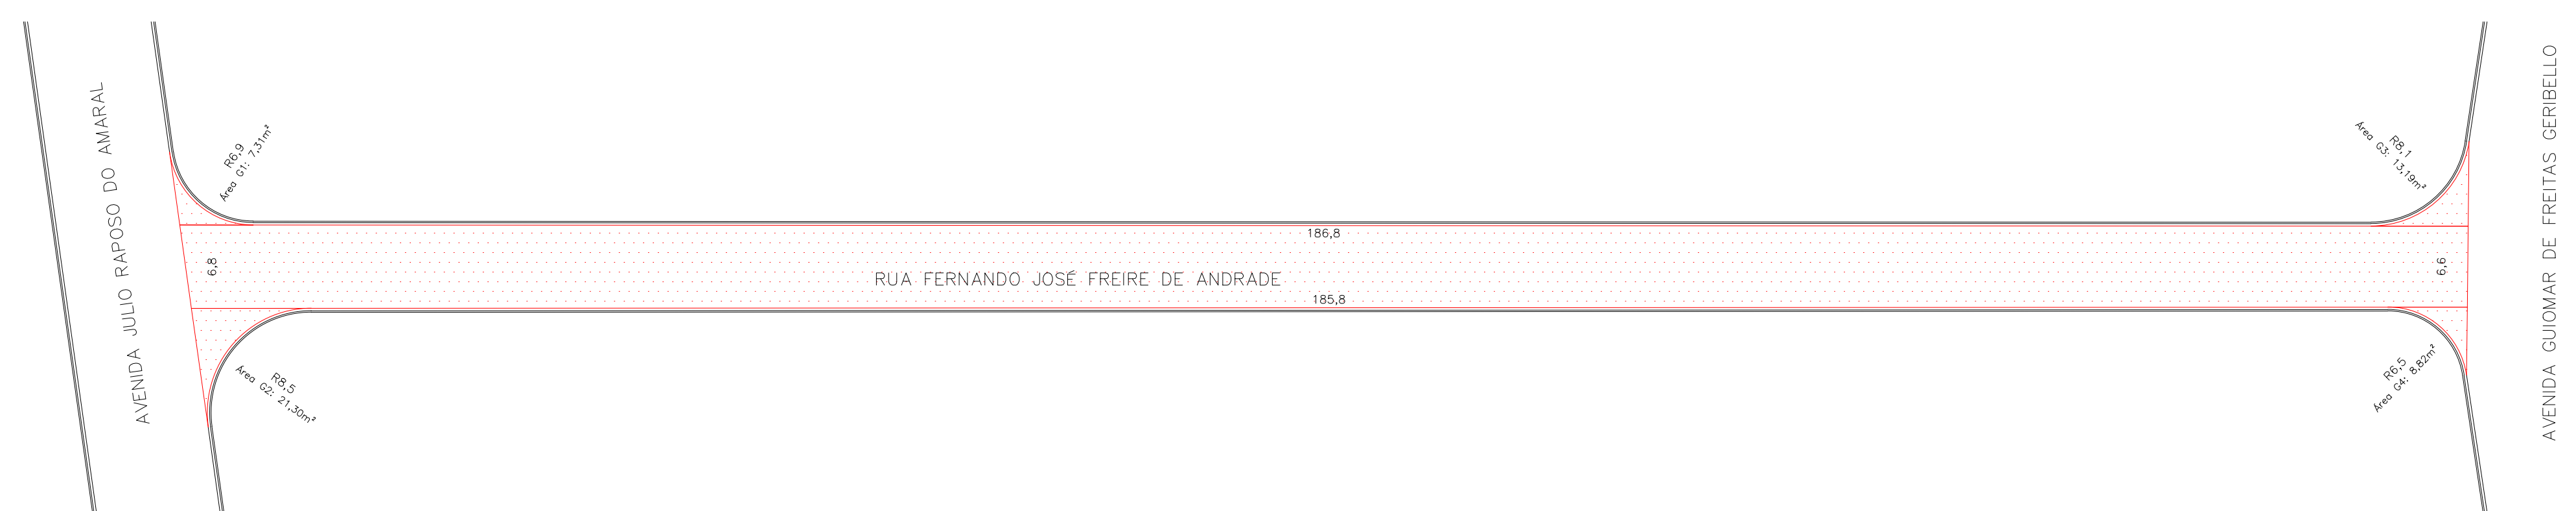 AVENIDA JULIO RAPOSO DO AMARAL
R6,9
Área G1: 7,31m²
6,8
R8,5
Área G2: 21,30m²
186,8
RUA FERNANDO JOSÉ FREIRE DE ANDRADE
185,8
R8,1
Área G3: 13,19m²
6,6
R6,5
Área G4: 8,82m²
AVENIDA GUIOMAR DE FREITAS GERIBELLO